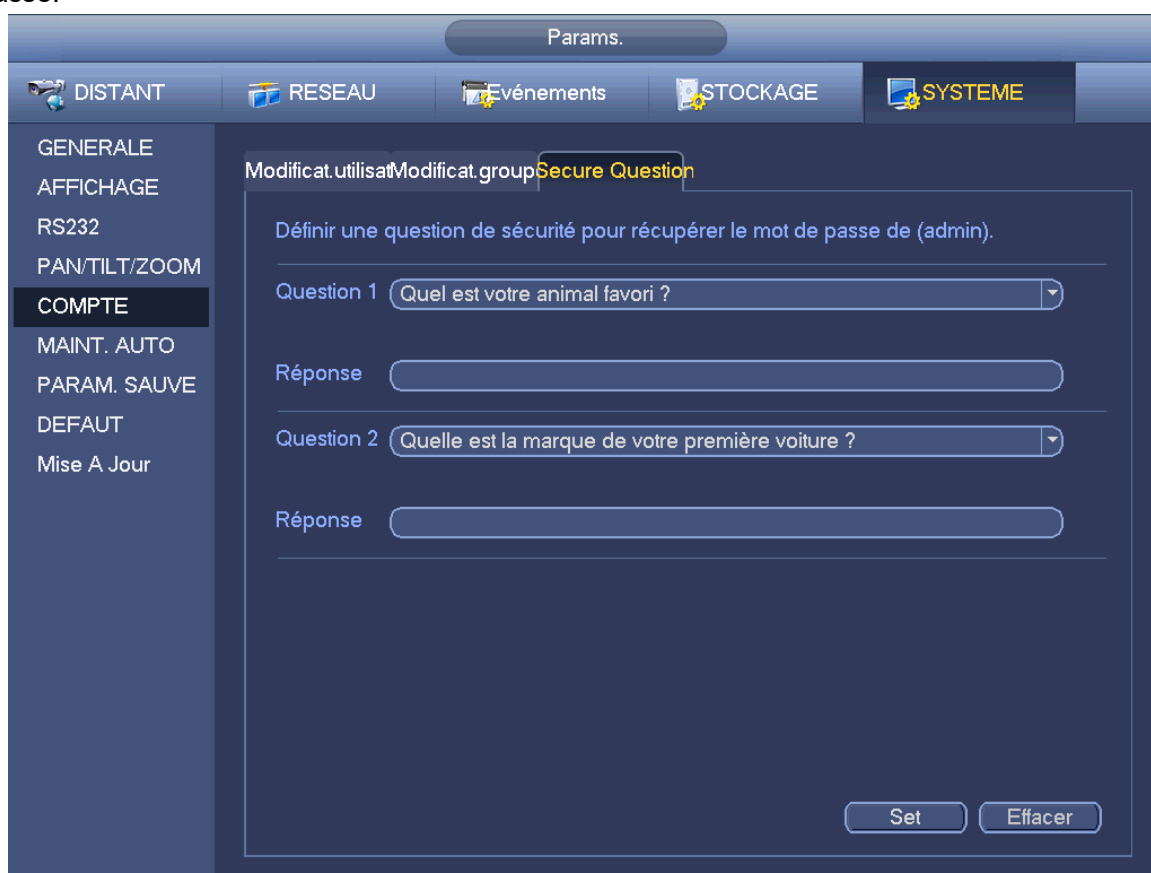 Params.
DISTANT RESEAU Evénements STOCKAGE SYSTEME
GENERALE
AFFICHAGE
RS232
PAN/TILT/ZOOM
COMPTE
MAINT. AUTO
PARAM. SAUVE
DEFAUT
Mise A Jour
Modificat.utilisat Modificat.group Secure Question
Définir une question de sécurité pour récupérer le mot de passe de (admin).
Question 1 Quel est votre animal favori ?
Réponse
Question 2 Quelle est la marque de votre première voiture ?
Réponse
Set Effacer